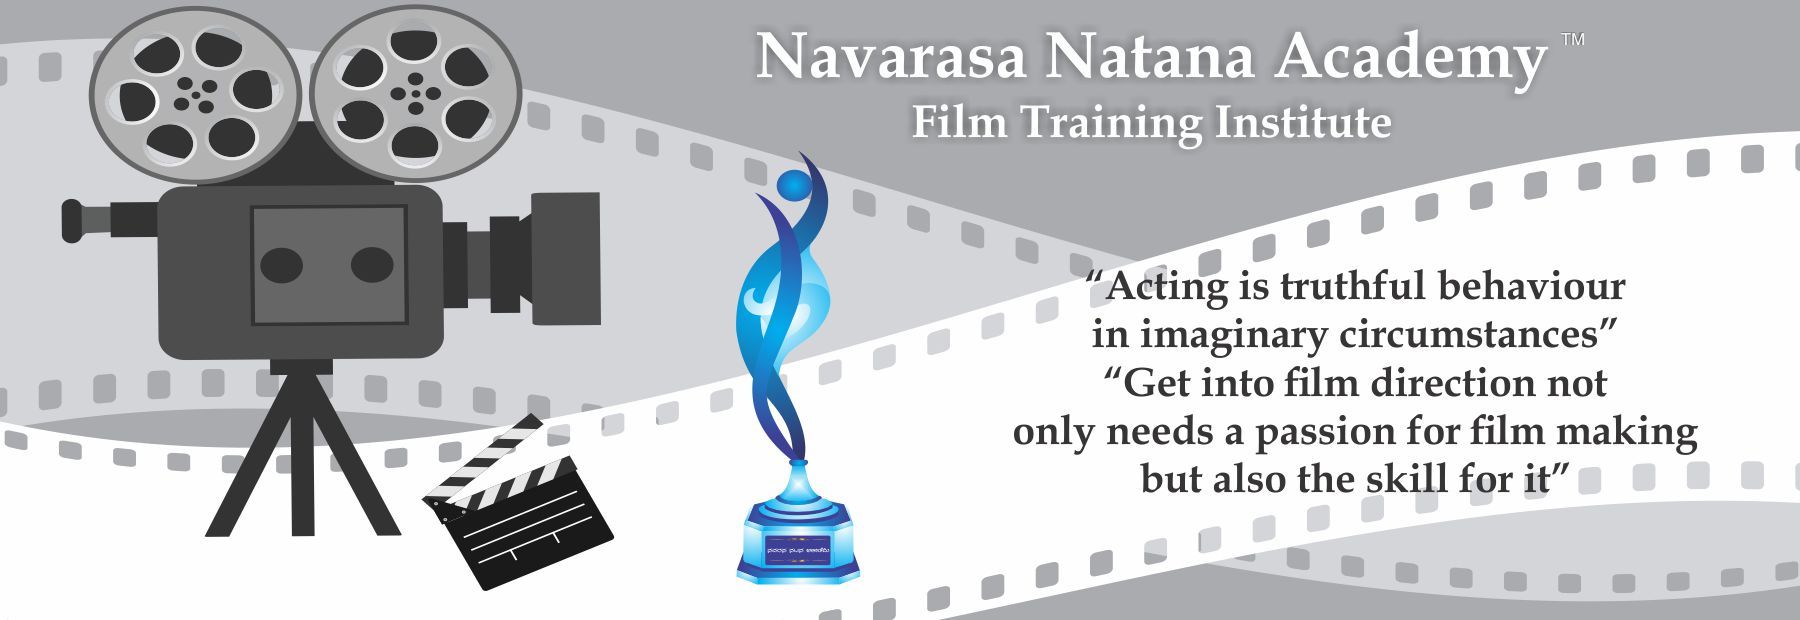 Navarasa Natana Academy TM
Film Training Institute
“Acting is truthful behaviour
in imaginary circumstances”
“Get into film direction not
only needs a passion for film making
but also the skill for it”